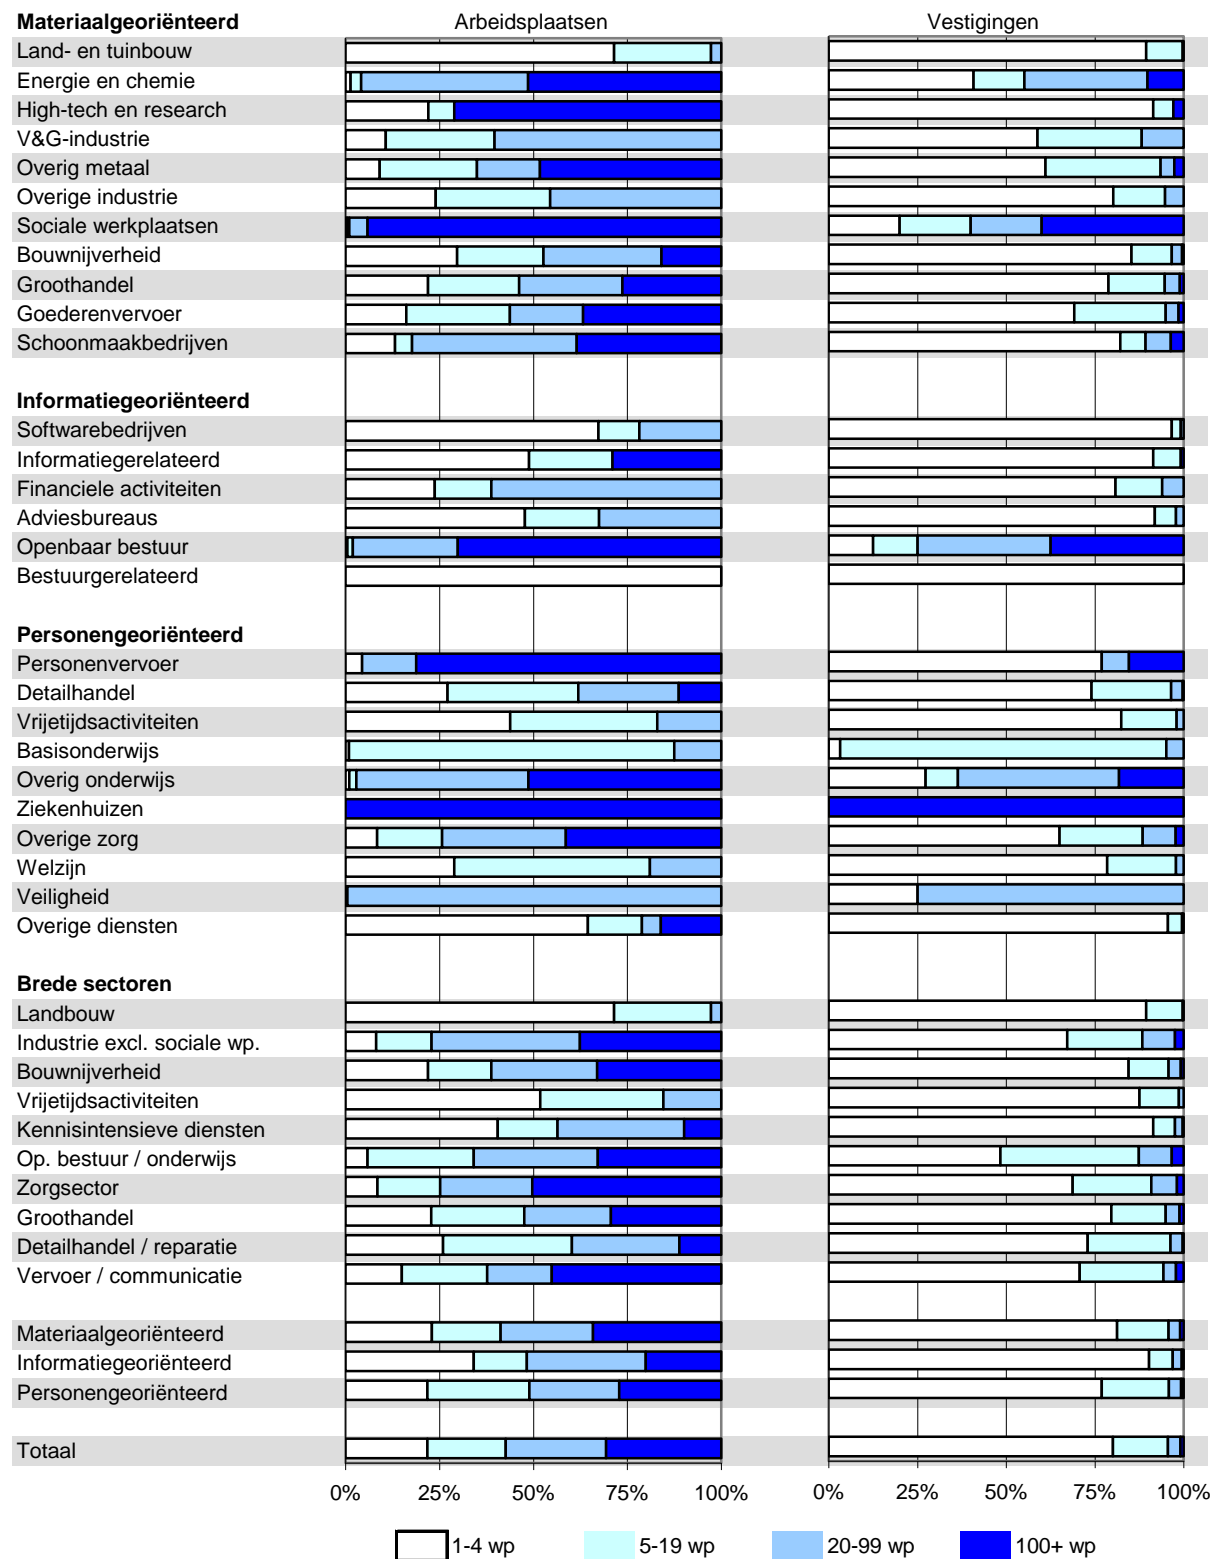 Materiaalgeoriënteerd Arbeidsplaatsen Vestigingen
Land- en tuinbouw
Energie en chemie
High-tech en research
V&G-industrie
Overig metaal
Overige industrie
Sociale werkplaatsen
Bouwnijverheid
Groothandel
Goederenvervoer
Schoonmaakbedrijven
Informatiegeoriënteerd
Softwarebedrijven
Informatiegerelateerd
Financiele activiteiten
Adviesbureaus
Openbaar bestuur
Bestuurgerelateerd
Personengeoriënteerd
Personenvervoer
Detailhandel
Vrijetijdsactiviteiten
Basisonderwijs
Overig onderwijs
Ziekenhuizen
Overige zorg
Welzijn
Veiligheid
Overige diensten
Brede sectoren
Landbouw
Industrie excl. sociale wp.
Bouwnijverheid
Vrijetijdsactiviteiten
Kennisintensieve diensten
Op. bestuur / onderwijs
Zorgsector
Groothandel
Detailhandel / reparatie
Vervoer / communicatie
Materiaalgeoriënteerd
Informatiegeoriënteerd
Personengeoriënteerd
Totaal
0% 25% 50% 75% 100% 0% 25% 50% 75% 100%
1-4 wp 5-19 wp 20-99 wp 100+ wp